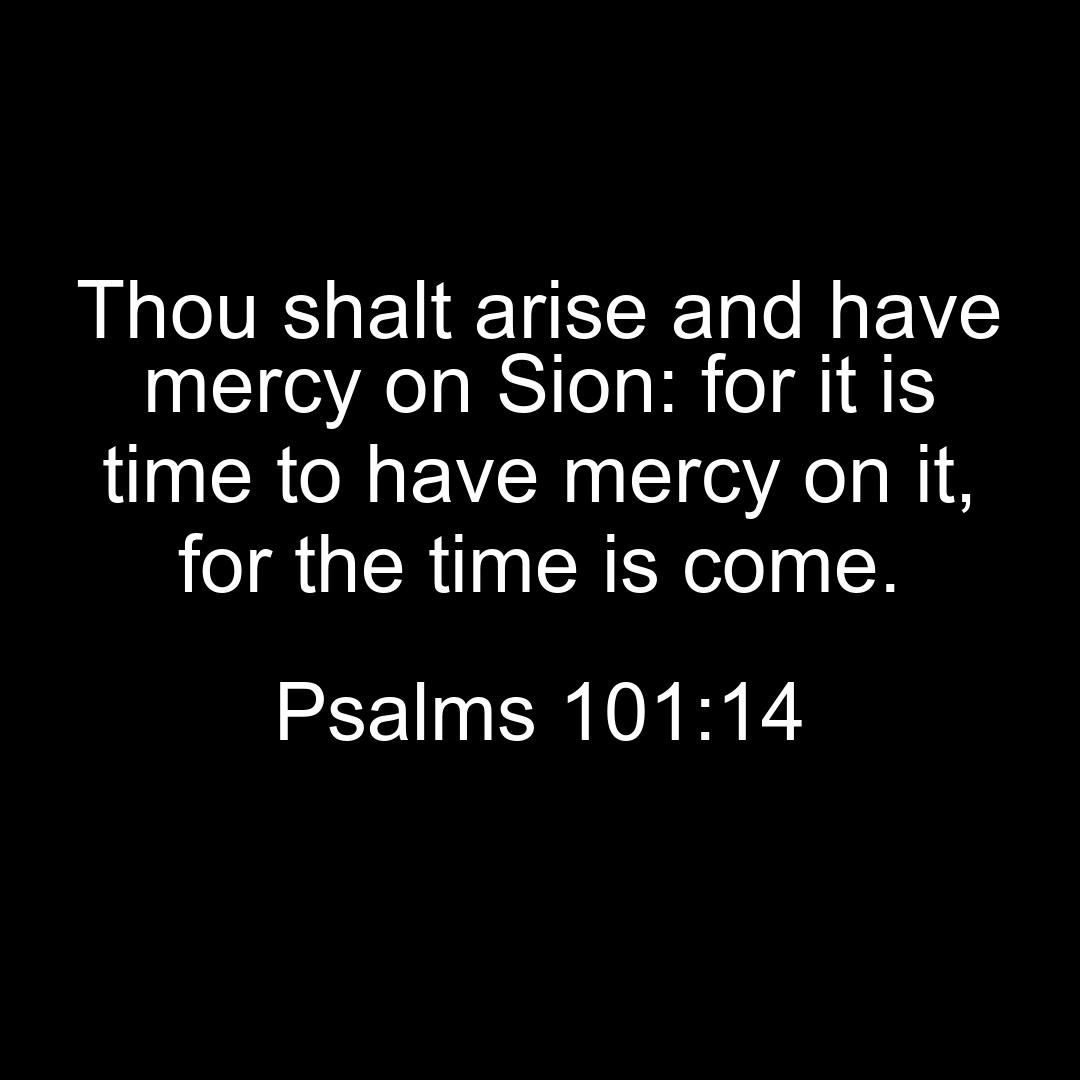 Thou shalt arise and have
mercy on Sion: for it is
time to have mercy on it,
for the time is come.
Psalms 101:14